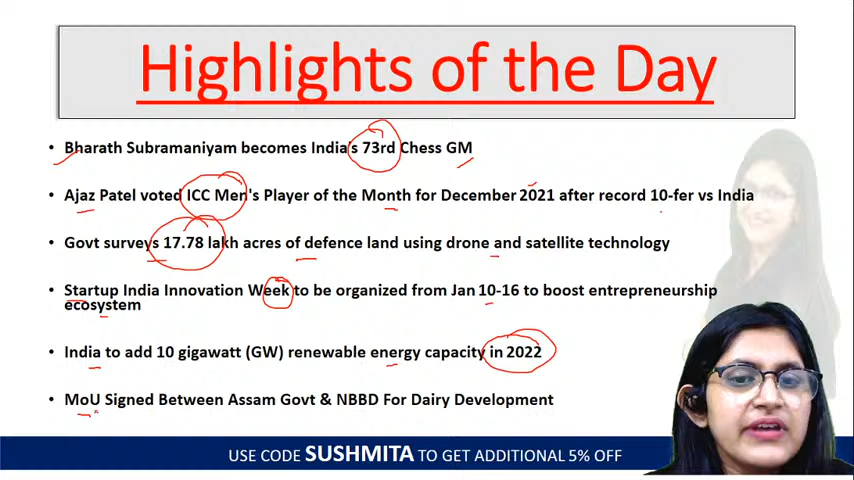 Highlights of the Day
• Bharath Subramaniyam becomes India's 73rd Chess GM
• Ajaz Patel voted ICC Men's Player of the Month for December 2021 after record 10-fer vs India
• Govt surveys 17.78 lakh acres of defence land using drone and satellite technology
• Startup India Innovation Week to be organized from Jan 10-16 to boost entrepreneurship
ecosystem
• India to add 10 gigawatt (GW) renewable energy capacity in 2022
• MoU Signed Between Assam Govt & NBBD For Dairy Development
USE CODE SUSHMITA TO GET ADDITIONAL 5% OFF